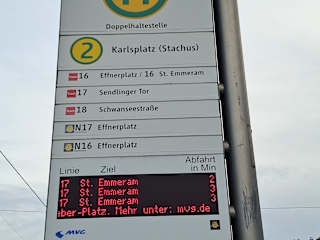 H
Doppelhaltestelle
2 Karlsplatz (Stachus)
16 Effnerplatz / 16 St. Emmeram
17 Sendlinger Tor
18 Schwanseestraße
N17 Effnerplatz
N16 Effnerplatz
Linie Ziel Abfahrt in Min
17 St. Emmeram 2
17 St. Emmeram 3
17 St. Emmeram 3
aber-Platz. Mehr unter: mvg.de
MVG